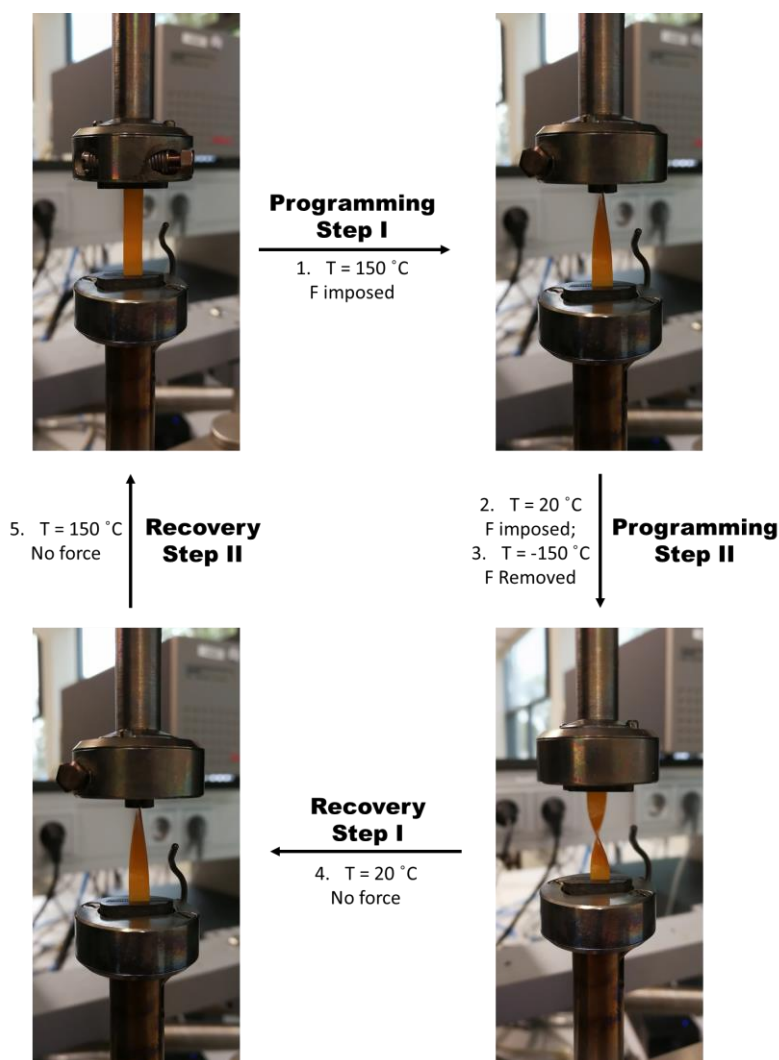 Programming
Step I
1. T = 150 ˚C
F imposed
2. T = 20 ˚C
F imposed;
3. T = -150 ˚C
F Removed
Programming
Step II
Recovery
Step I
4. T = 20 ˚C
No force
5. T = 150 ˚C
No force
Recovery
Step II